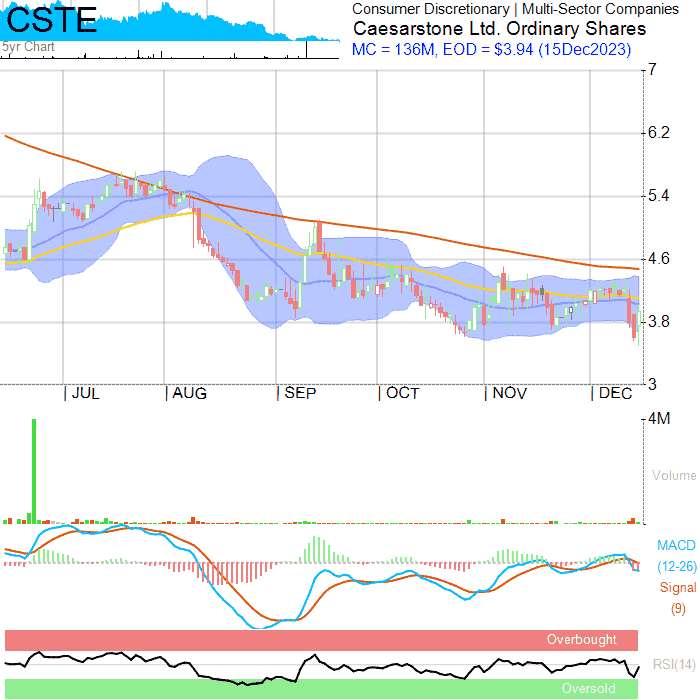 CSTE
5yr Chart
Consumer Discretionary | Multi-Sector Companies
Caesarstone Ltd. Ordinary Shares
MC = 136M, EOD = $3.94 (15Dec2023)
7
6.2
5.4
4.6
3.8
3
| JUL | AUG | SEP | OCT | NOV | DEC
4M
Volume
MACD
(12-26)
Signal
(9)
Overbought
RSI(14)
Oversold